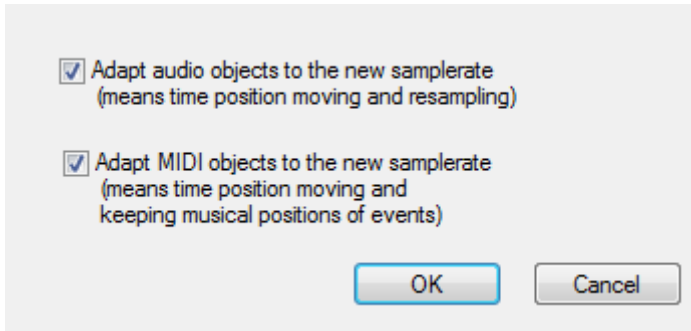 Adapt audio objects to the new samplerate
(means time position moving and resampling)
Adapt MIDI objects to the new samplerate
(means time position moving and
keeping musical positions of events)
OK
Cancel